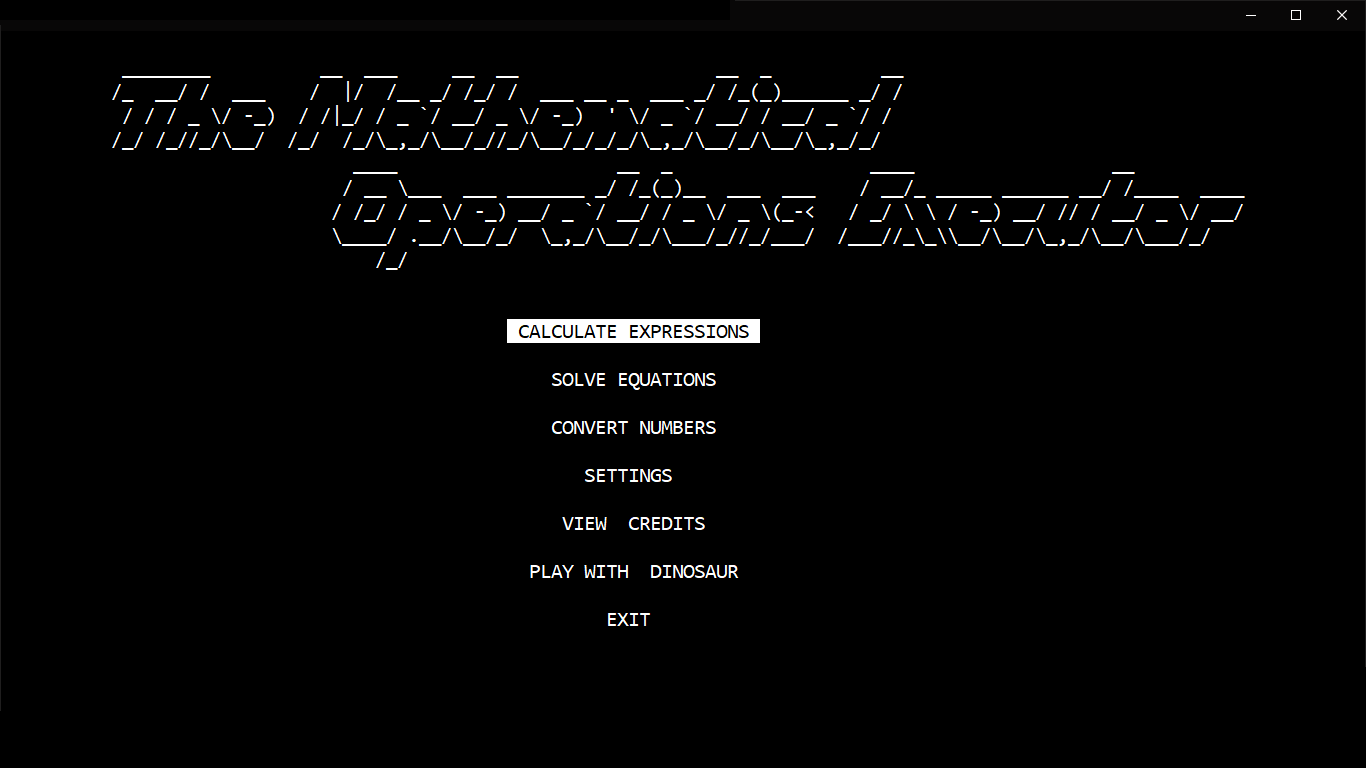 The Mathematical
Operations Executor
CALCULATE EXPRESSIONS
SOLVE EQUATIONS
CONVERT NUMBERS
SETTINGS
VIEW  CREDITS
PLAY WITH  DINOSAUR
EXIT